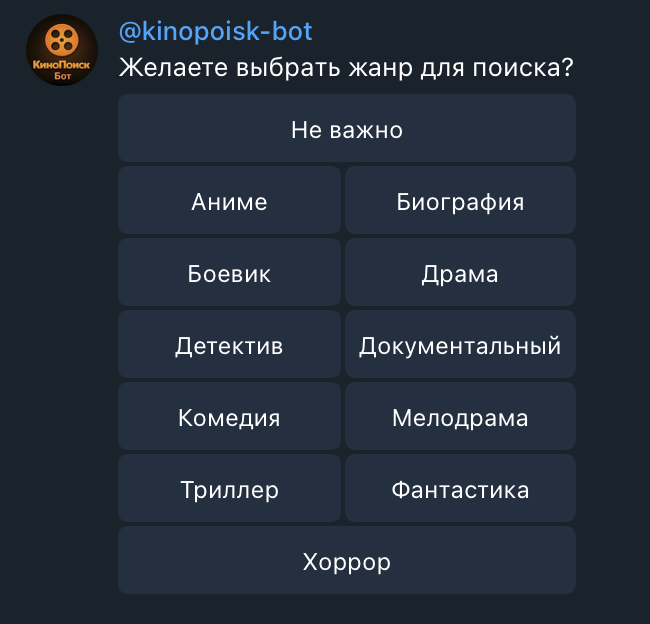 @kinopoisk-bot
КиноПоиск
Бот
Желаете выбрать жанр для поиска?
Не важно
Аниме
Биография
Боевик
Драма
Детектив
Документальный
Комедия
Мелодрама
Триллер
Фантастика
Хоррор